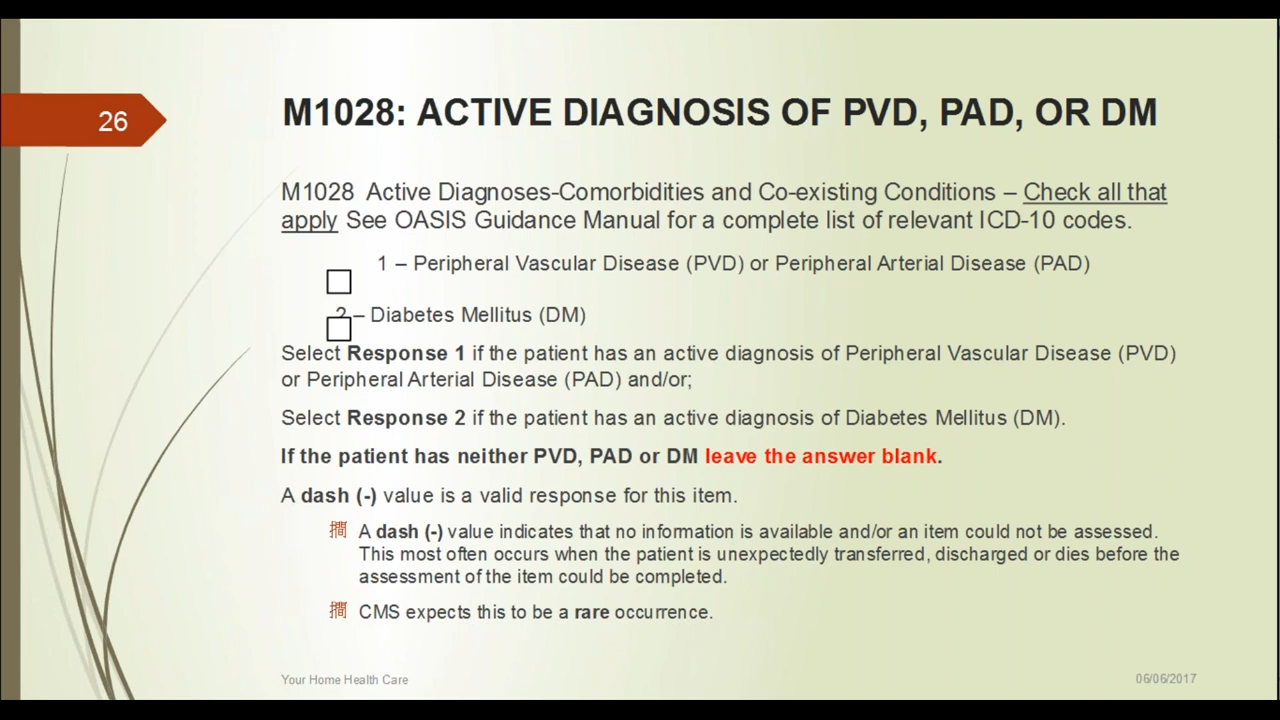 26
M1028: ACTIVE DIAGNOSIS OF PVD, PAD, OR DM
M1028 Active Diagnoses-Comorbidities and Co-existing Conditions – Check all that
apply See OASIS Guidance Manual for a complete list of relevant ICD-10 codes.
1 – Peripheral Vascular Disease (PVD) or Peripheral Arterial Disease (PAD)
2 – Diabetes Mellitus (DM)
Select Response 1 if the patient has an active diagnosis of Peripheral Vascular Disease (PVD)
or Peripheral Arterial Disease (PAD) and/or;
Select Response 2 if the patient has an active diagnosis of Diabetes Mellitus (DM).
If the patient has neither PVD, PAD or DM leave the answer blank.
A dash (-) value is a valid response for this item.
A dash (-) value indicates that no information is available and/or an item could not be assessed.
This most often occurs when the patient is unexpectedly transferred, discharged or dies before the
assessment of the item could be completed.
CMS expects this to be a rare occurrence.
Your Home Health Care
06/06/2017